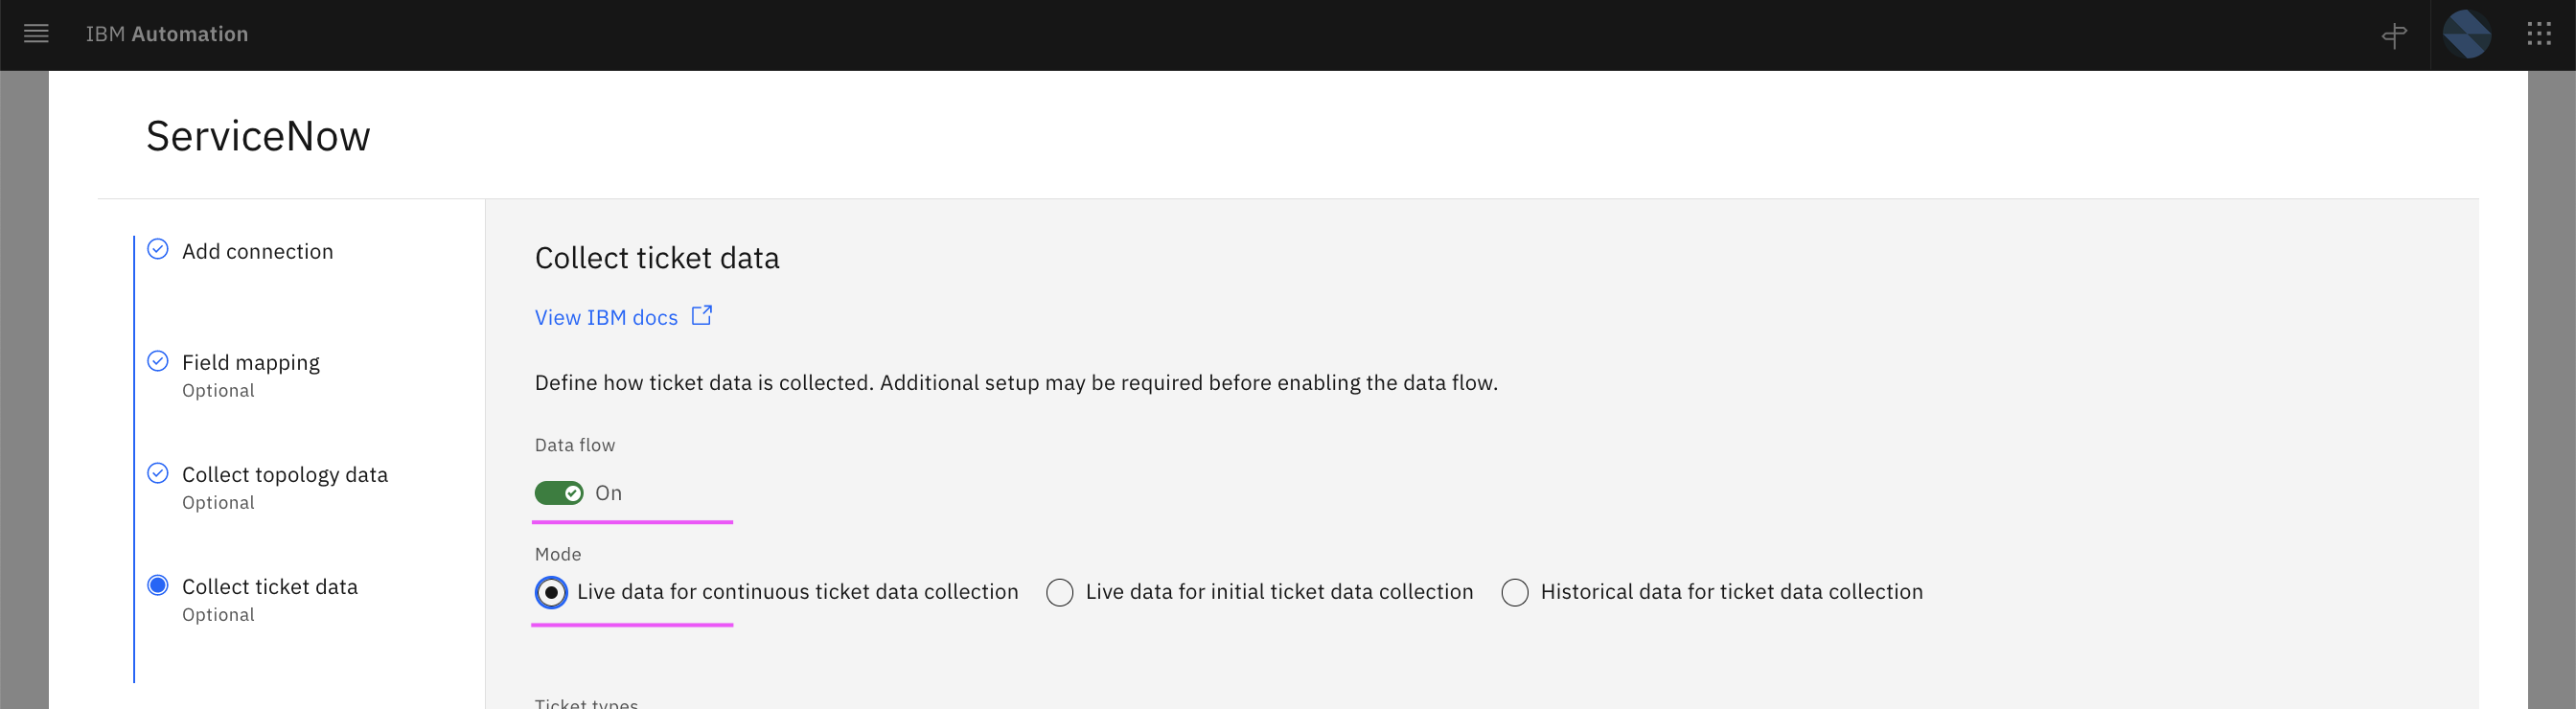 IBM Automation
ServiceNow
Add connection
Field mapping
Optional
Collect topology data
Optional
Collect ticket data
Optional
Collect ticket data
View IBM docs
Define how ticket data is collected. Additional setup may be required before enabling the data flow.
Data flow
On
Mode
Live data for continuous ticket data collection Live data for initial ticket data collection Historical data for ticket data collection
Ticket types